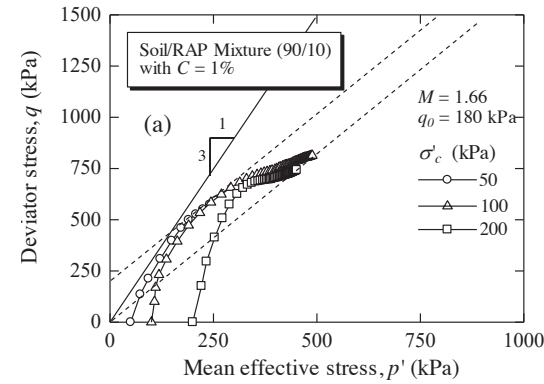 1500
1250
1000
750
500
250
0
Deviator stress, q (kPa)
Soil/RAP Mixture (90/10)
with C = 1%
(a)
1
3
M = 1.66
q0 = 180 kPa
σ'c (kPa)
50
100
200
0 250 500 750 1000
Mean effective stress, p' (kPa)